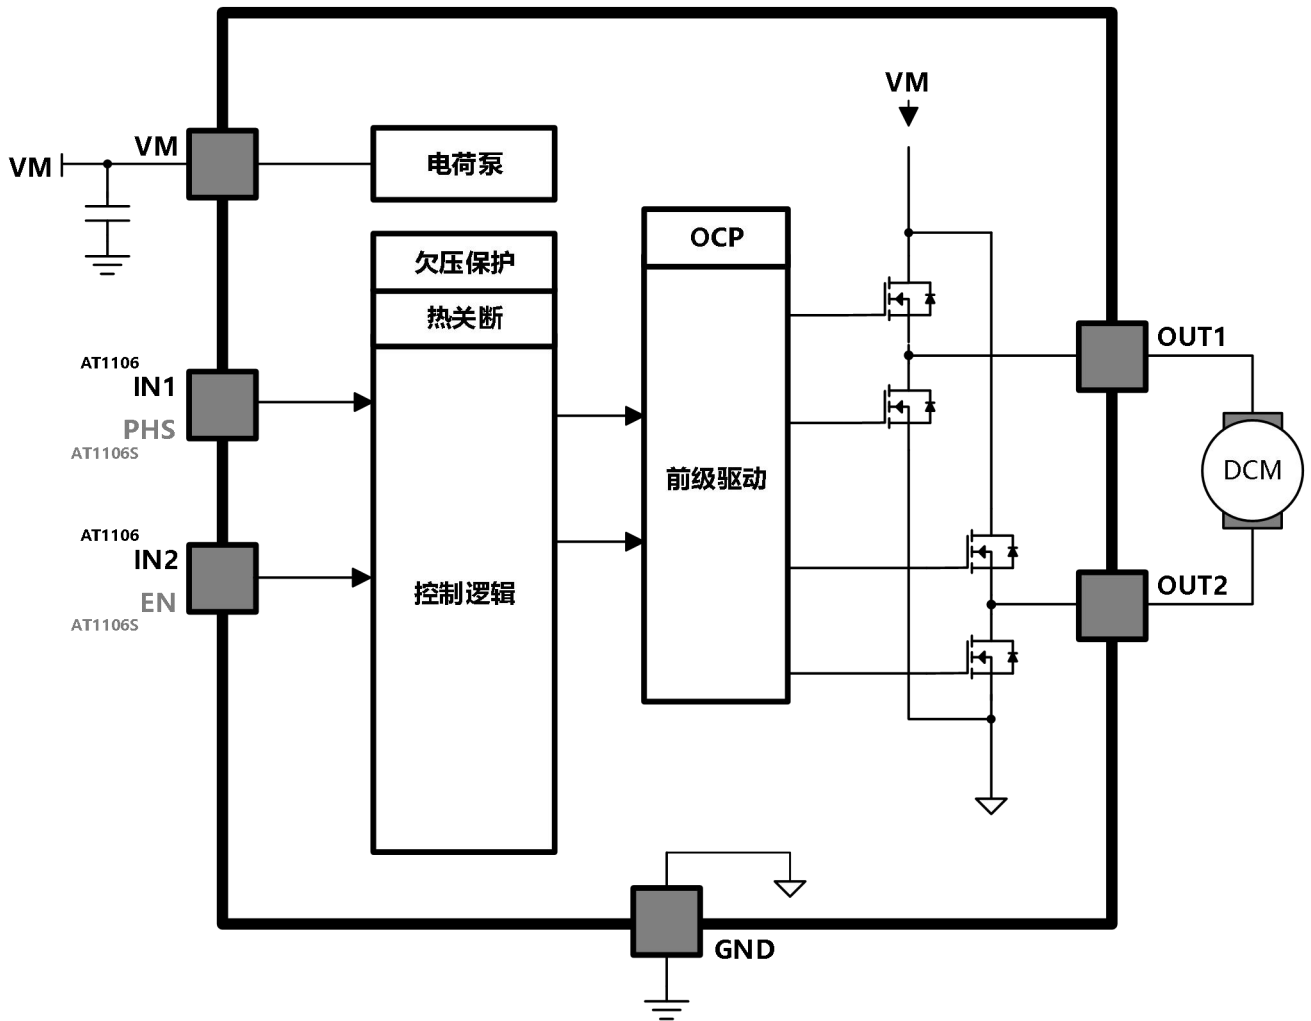 VM
VM
VM
电荷泵
欠压保护
热关断
控制逻辑
OCP
前级驱动
AT1106
IN1
PHS
AT1106S
AT1106
IN2
EN
AT1106S
OUT1
DCM
OUT2
GND